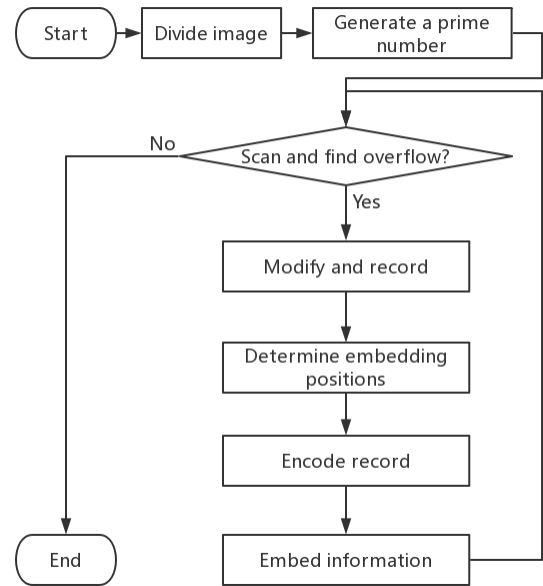 Start
Divide image
Generate a prime
number
No
Scan and find overflow?
Yes
Modify and record
Determine embedding
positions
Encode record
End
Embed information